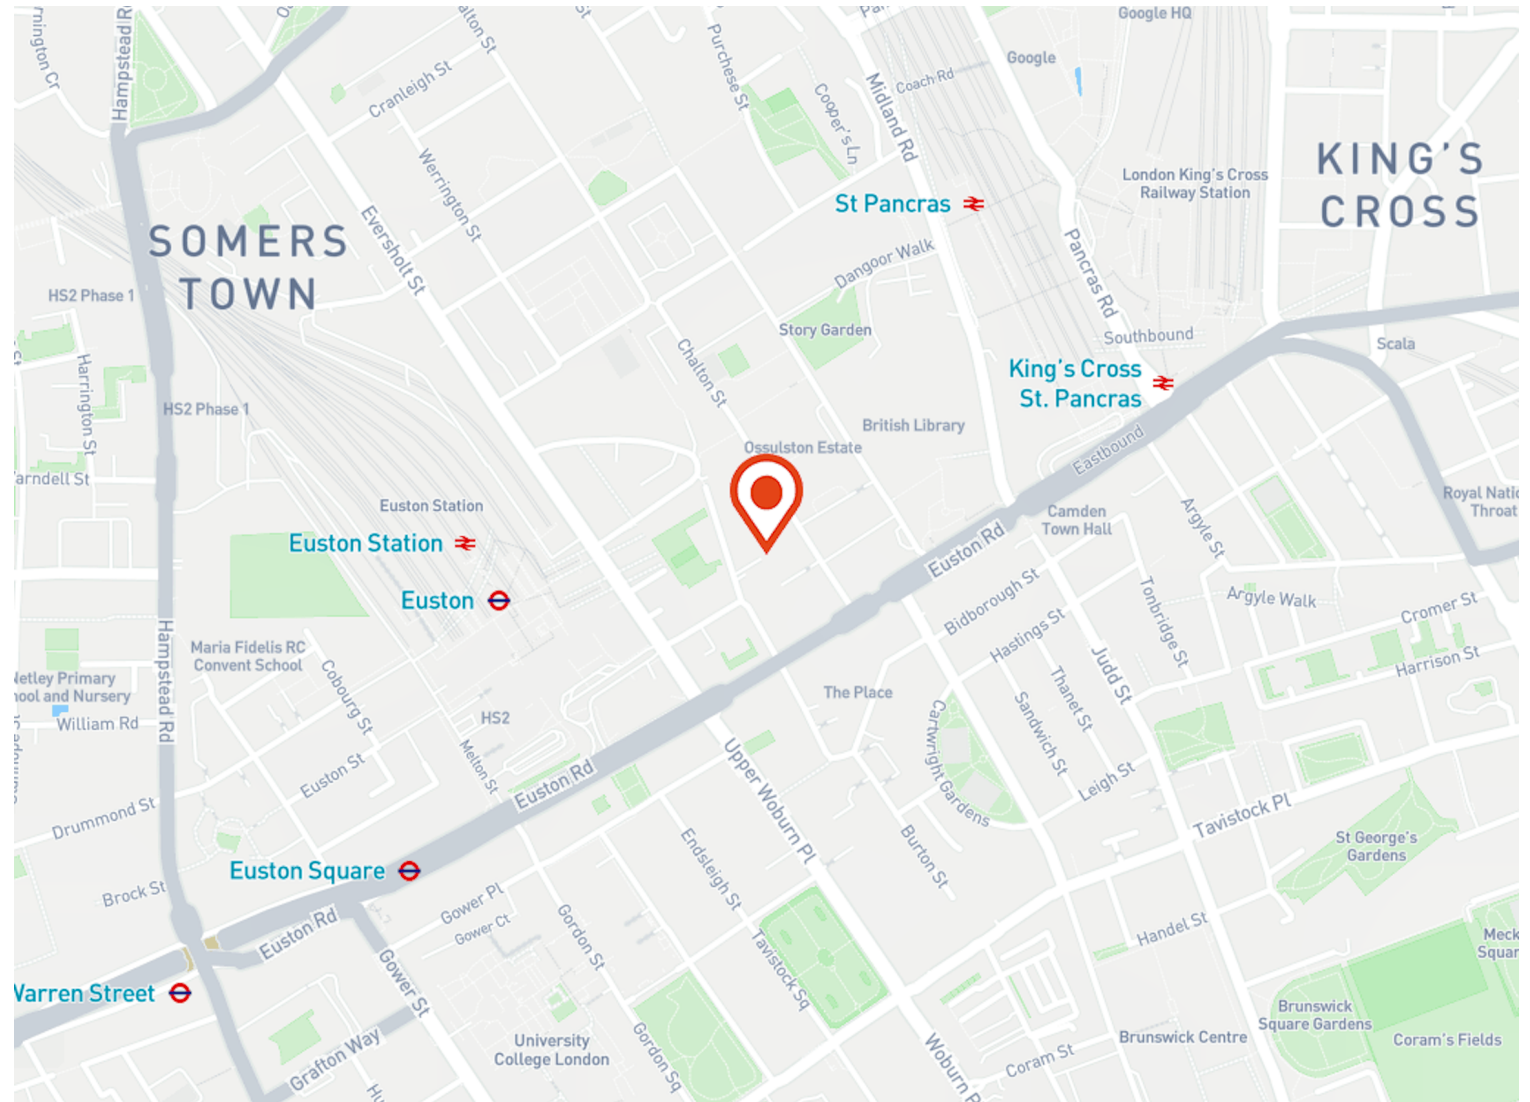 Google HQ
Hampstead Rd
Google
Purchese St
Coach Rd
Midland Rd
Cranleigh St
Cooper's Ln
KING'S
CROSS
London King's Cross
Railway Station
Werrington St
St Pancras
SOMERS
TOWN
Eversholt St
Dangoor Walk
Pancras Rd
HS2 Phase 1
Story Garden
Southbound
Scala
Harrington St
Chalton St
King's Cross
St. Pancras
HS2 Phase 1
British Library
Ossulston Estate
Eastbound
Euston Station
Royal
Throat
Camden
Town Hall
Argyle St
Euston Station
Euston Rd
Euston
Bidborough St
Tonbridge St
Argyle Walk
Cromer St
Hastings St
Hampstead Rd
Maria Fidelis RC
Convent School
Harrison St
Judd St
Primary
and Nursery
Cobourg St
The Place
Thanet St
Sandwich St
William Rd
HS2
Cartwright Gardens
Melton St
Upper Woburn Pl
Euston St
Euston Rd
Leigh St
Tavistock Pl
Drummond St
Endsleigh St
Burton St
St George's
Gardens
Euston Square
Brock St
Gower Pl
Gower Ct
Gordon St
Euston Rd
Handel St
Tavistock Sq
Gower St
Street
Brunswick
Square Gardens
University
College London
Gordon Sq
Brunswick Centre
Coram's Fields
Grafton Way
Woburn
Coram St